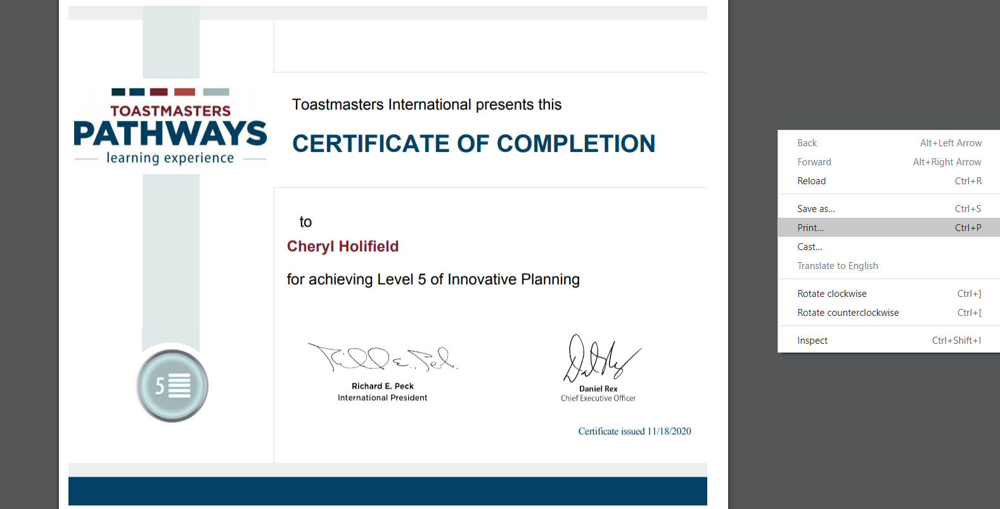 TOASTMASTERS
PATHWAYS
learning experience
Toastmasters International presents this
CERTIFICATE OF COMPLETION
to
Cheryl Holifield
for achieving Level 5 of Innovative Planning
5
Richard E. Peck
International President
Daniel Rex
Chief Executive Officer
Certificate issued 11/18/2020
Back Alt+Left Arrow
Forward Alt+Right Arrow
Reload Ctrl+R
Save as... Ctrl+S
Print... Ctrl+P
Cast...
Translate to English
Rotate clockwise Ctrl+]
Rotate counterclockwise Ctrl+[
Inspect Ctrl+Shift+I